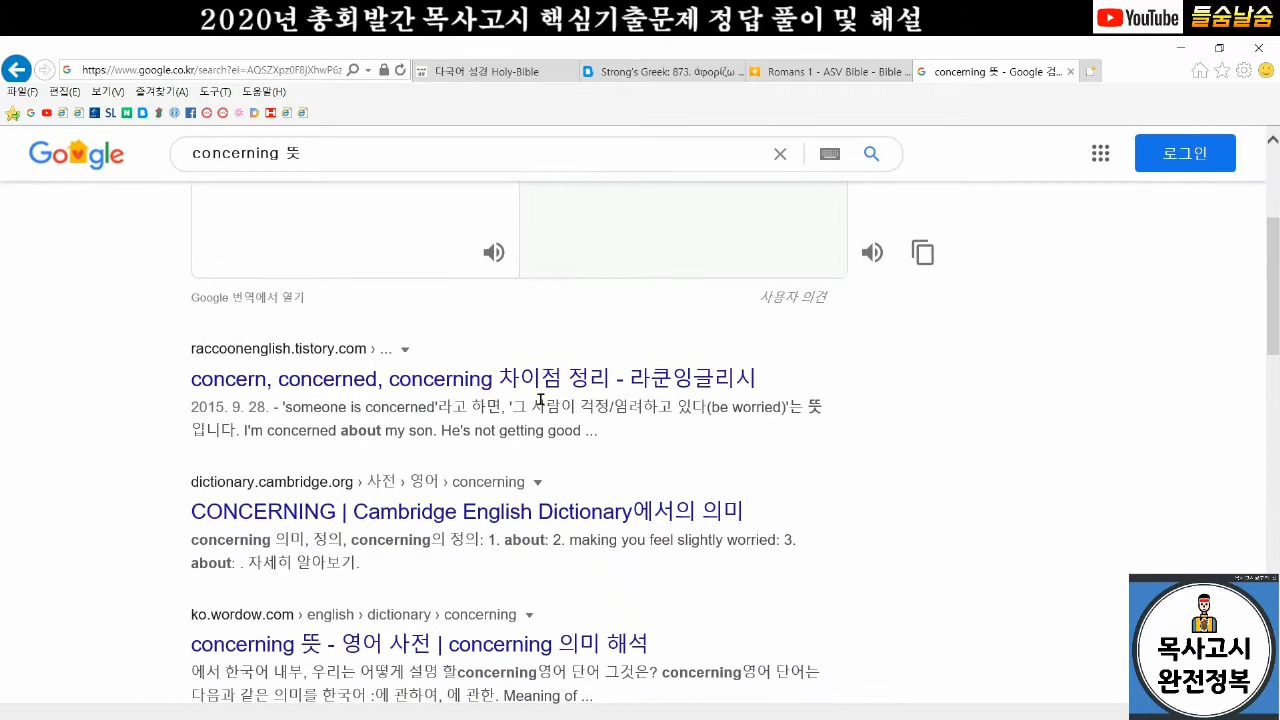 2020년 총회발간 목사고시 핵심기출문제 정답 풀이 및 해설
YouTube 들숨날숨
https://www.google.co.kr/search?ei=AQSZXpz0F8jXhwP6z
다국어 성경 Holy-Bible
Strong's Greek: 873. ἀφορίζω ...
Romans 1 - ASV Bible - Bible ...
concerning 뜻 - Google 검...
파일(F) 편집(E) 보기(V) 즐겨찾기(A) 도구(T) 도움말(H)
Google
concerning 뜻
로그인
Google 번역에서 열기
사용자 의견
raccoonenglish.tistory.com › ...
concern, concerned, concerning 차이점 정리 - 라쿤잉글리시
2015. 9. 28. - 'someone is concerned'라고 하면, '그 사람이 걱정/염려하고 있다(be worried)'는 뜻
입니다. I'm concerned about my son. He's not getting good ...
dictionary.cambridge.org › 사전 › 영어 › concerning
CONCERNING | Cambridge English Dictionary에서의 의미
concerning 의미, 정의, concerning의 정의: 1. about: 2. making you feel slightly worried: 3.
about: . 자세히 알아보기.
ko.wordow.com › english › dictionary › concerning
concerning 뜻 - 영어 사전 | concerning 의미 해석
에서 한국어 내부, 우리는 어떻게 설명 할concerning영어 단어 그것은? concerning영어 단어는
다음과 같은 의미를 한국어 :에 관하여, 에 관한. Meaning of ...
목사고시
완전정복